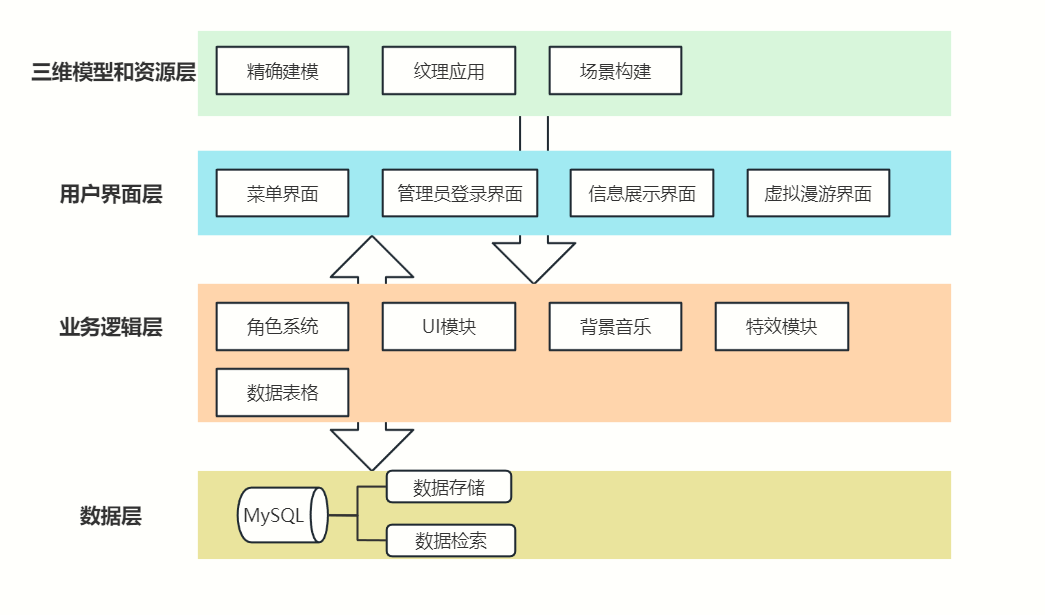 三维模型和资源层
精确建模
纹理应用
场景构建
用户界面层
菜单界面
管理员登录界面
信息展示界面
虚拟漫游界面
业务逻辑层
角色系统
UI模块
背景音乐
特效模块
数据表格
数据层
MySQL
数据存储
数据检索